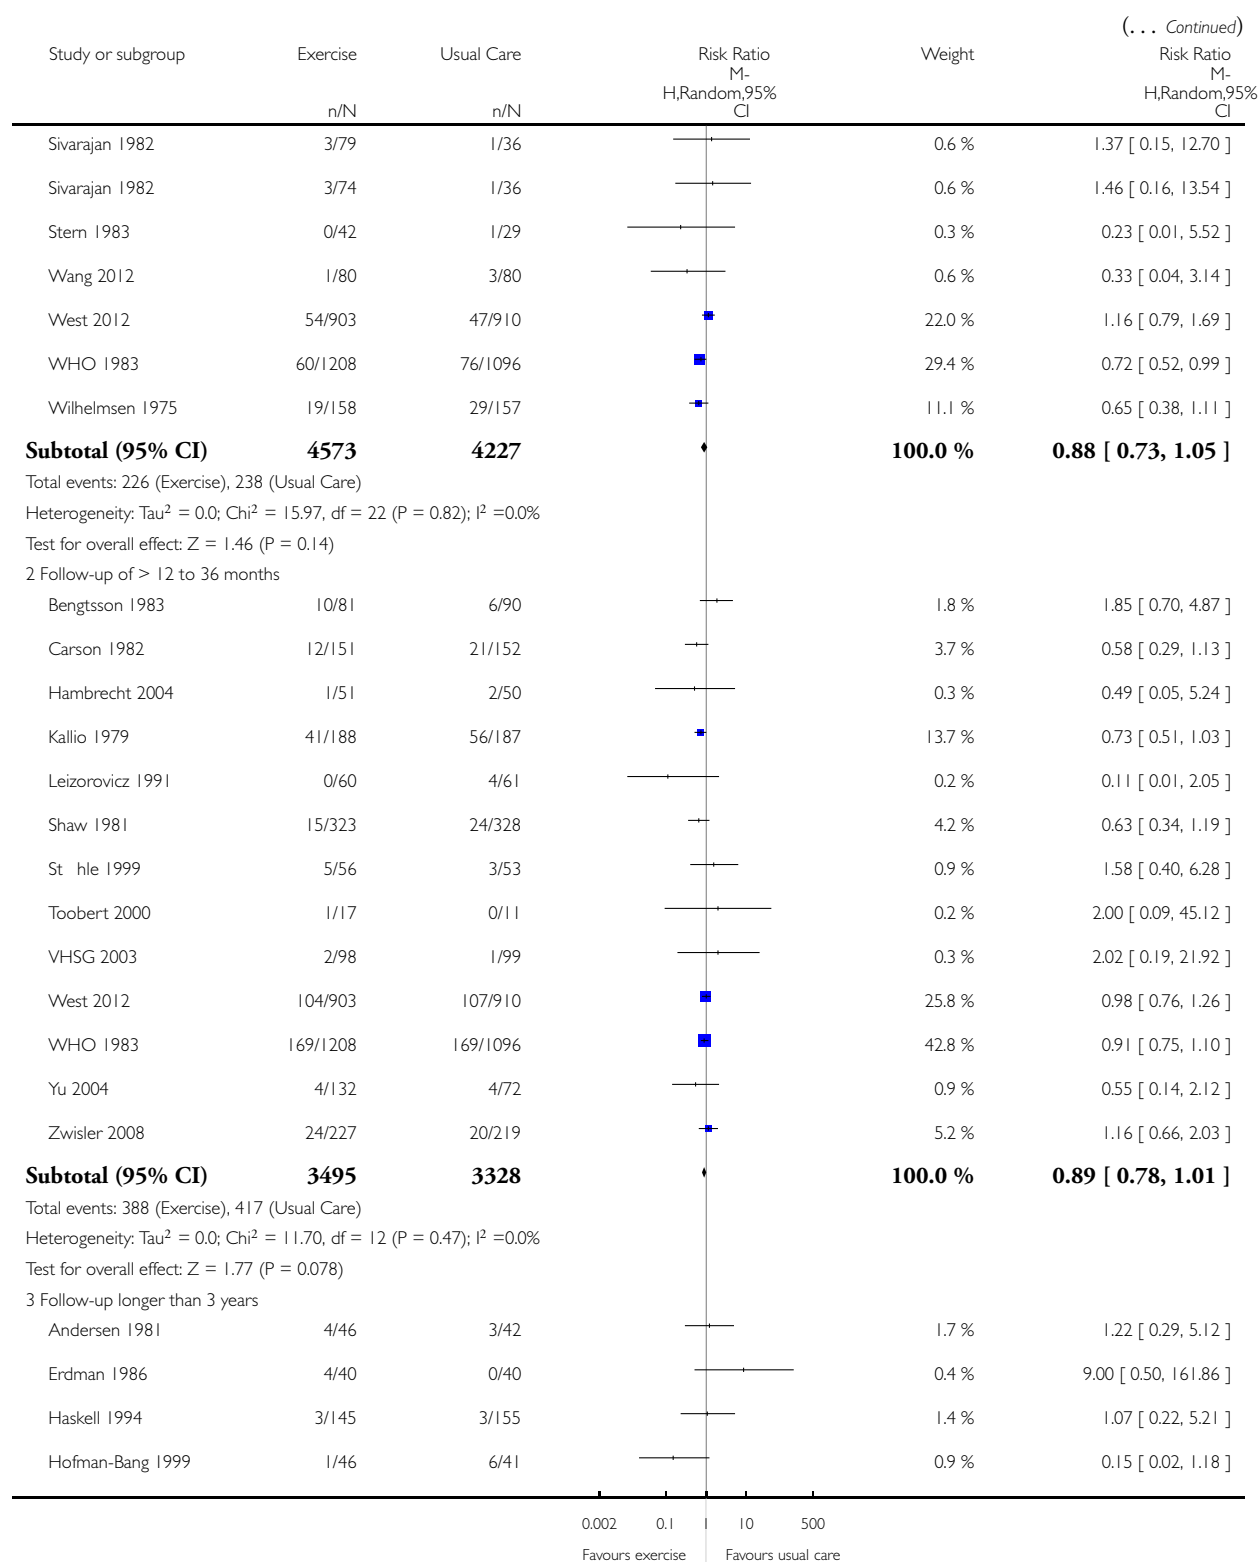 (... Continued)
Study or subgroup Exercise Usual Care Risk Ratio Weight Risk Ratio
M- M-
H,Random,95% H,Random,95%
n/N n/N CI CI
Sivarajan 1982 3/79 1/36 0.6 % 1.37 [ 0.15, 12.70 ]
Sivarajan 1982 3/74 1/36 0.6 % 1.46 [ 0.16, 13.54 ]
Stern 1983 0/42 1/29 0.3 % 0.23 [ 0.01, 5.52 ]
Wang 2012 1/80 3/80 0.6 % 0.33 [ 0.04, 3.14 ]
West 2012 54/903 47/910 22.0 % 1.16 [ 0.79, 1.69 ]
WHO 1983 60/1208 76/1096 29.4 % 0.72 [ 0.52, 0.99 ]
Wilhelmsen 1975 19/158 29/157 11.1 % 0.65 [ 0.38, 1.11 ]
Subtotal (95% CI) 4573 4227 100.0 % 0.88 [ 0.73, 1.05 ]
Total events: 226 (Exercise), 238 (Usual Care)
Heterogeneity: Tau² = 0.0; Chi² = 15.97, df = 22 (P = 0.82); I² =0.0%
Test for overall effect: Z = 1.46 (P = 0.14)
2 Follow-up of > 12 to 36 months
Bengtsson 1983 10/81 6/90 1.8 % 1.85 [ 0.70, 4.87 ]
Carson 1982 12/151 21/152 3.7 % 0.58 [ 0.29, 1.13 ]
Hambrecht 2004 1/51 2/50 0.3 % 0.49 [ 0.05, 5.24 ]
Kallio 1979 41/188 56/187 13.7 % 0.73 [ 0.51, 1.03 ]
Leizorovicz 1991 0/60 4/61 0.2 % 0.11 [ 0.01, 2.05 ]
Shaw 1981 15/323 24/328 4.2 % 0.63 [ 0.34, 1.19 ]
St hle 1999 5/56 3/53 0.9 % 1.58 [ 0.40, 6.28 ]
Toobert 2000 1/17 0/11 0.2 % 2.00 [ 0.09, 45.12 ]
VHSG 2003 2/98 1/99 0.3 % 2.02 [ 0.19, 21.92 ]
West 2012 104/903 107/910 25.8 % 0.98 [ 0.76, 1.26 ]
WHO 1983 169/1208 169/1096 42.8 % 0.91 [ 0.75, 1.10 ]
Yu 2004 4/132 4/72 0.9 % 0.55 [ 0.14, 2.12 ]
Zwisler 2008 24/227 20/219 5.2 % 1.16 [ 0.66, 2.03 ]
Subtotal (95% CI) 3495 3328 100.0 % 0.89 [ 0.78, 1.01 ]
Total events: 388 (Exercise), 417 (Usual Care)
Heterogeneity: Tau² = 0.0; Chi² = 11.70, df = 12 (P = 0.47); I² =0.0%
Test for overall effect: Z = 1.77 (P = 0.078)
3 Follow-up longer than 3 years
Andersen 1981 4/46 3/42 1.7 % 1.22 [ 0.29, 5.12 ]
Erdman 1986 4/40 0/40 0.4 % 9.00 [ 0.50, 161.86 ]
Haskell 1994 3/145 3/155 1.4 % 1.07 [ 0.22, 5.21 ]
Hofman-Bang 1999 1/46 6/41 0.9 % 0.15 [ 0.02, 1.18 ]
0.002 0.1 1 10 500
Favours exercise Favours usual care